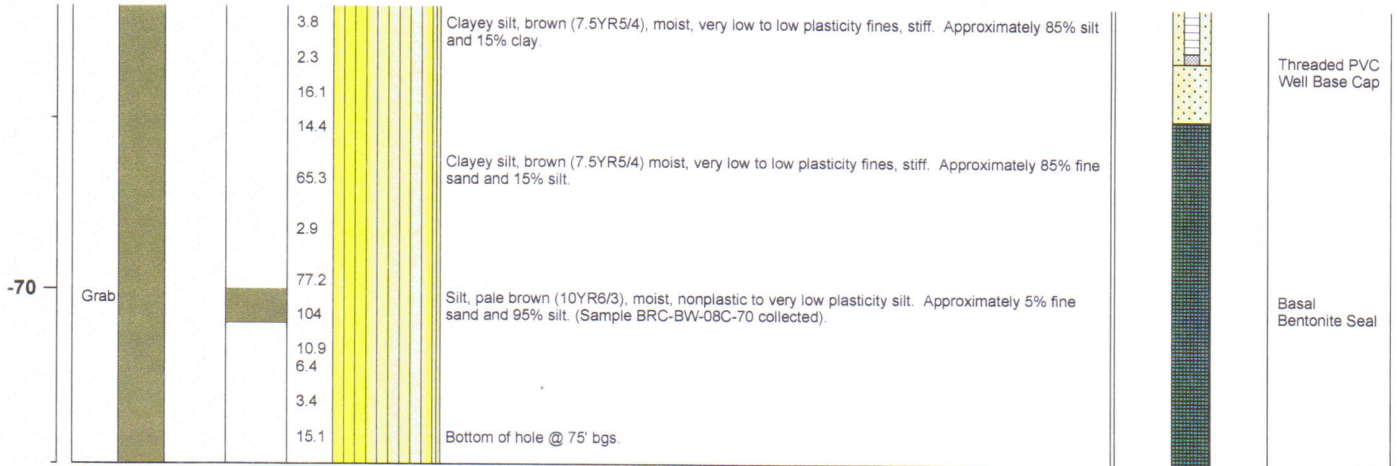 3.8
2.3
16.1
14.4
65.3
2.9
77.2
104
10.9
6.4
3.4
15.1
-70
Grab
Clayey silt, brown (7.5YR5/4), moist, very low to low plasticity fines, stiff. Approximately 85% silt
and 15% clay.
Clayey silt, brown (7.5YR5/4) moist, very low to low plasticity fines, stiff. Approximately 85% fine
sand and 15% silt.
Silt, pale brown (10YR6/3), moist, nonplastic to very low plasticity silt. Approximately 5% fine
sand and 95% silt. (Sample BRC-BW-08C-70 collected).
Bottom of hole @ 75' bgs.
Threaded PVC
Well Base Cap
Basal
Bentonite Seal